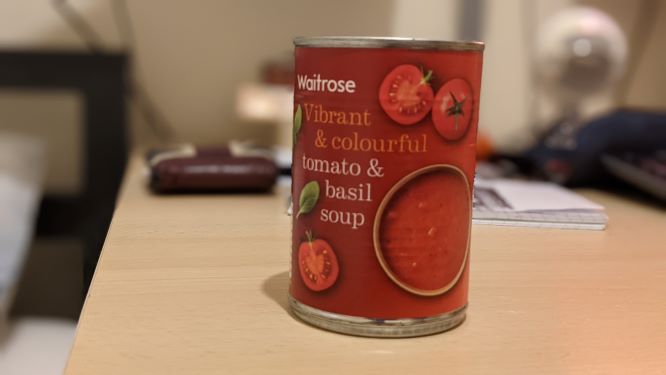 Waitrose
Vibrant
& colourful
tomato &
basil
soup